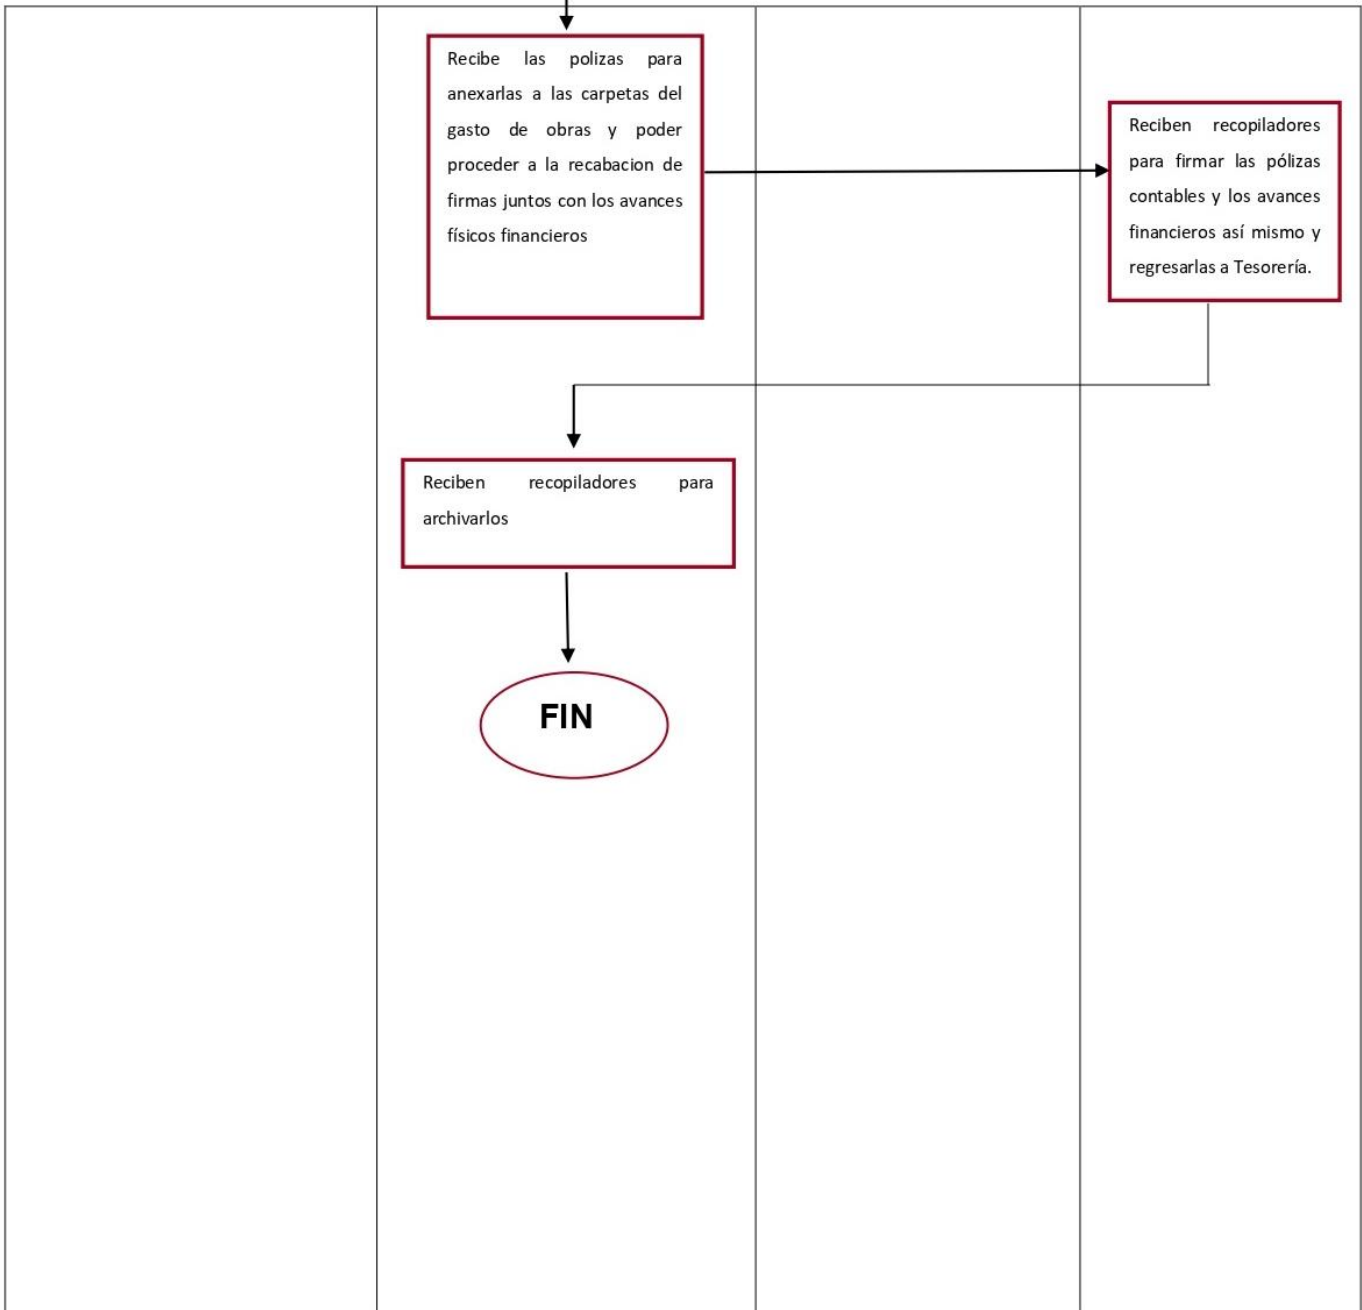 Recibe las polizas para
anexarlas a las carpetas del
gasto de obras y poder
proceder a la recabacion de
firmas juntos con los avances
físicos financieros
Reciben recopiladores
para firmar las pólizas
contables y los avances
financieros así mismo y
regresarlas a Tesorería.
Reciben recopiladores para
archivarlos
FIN